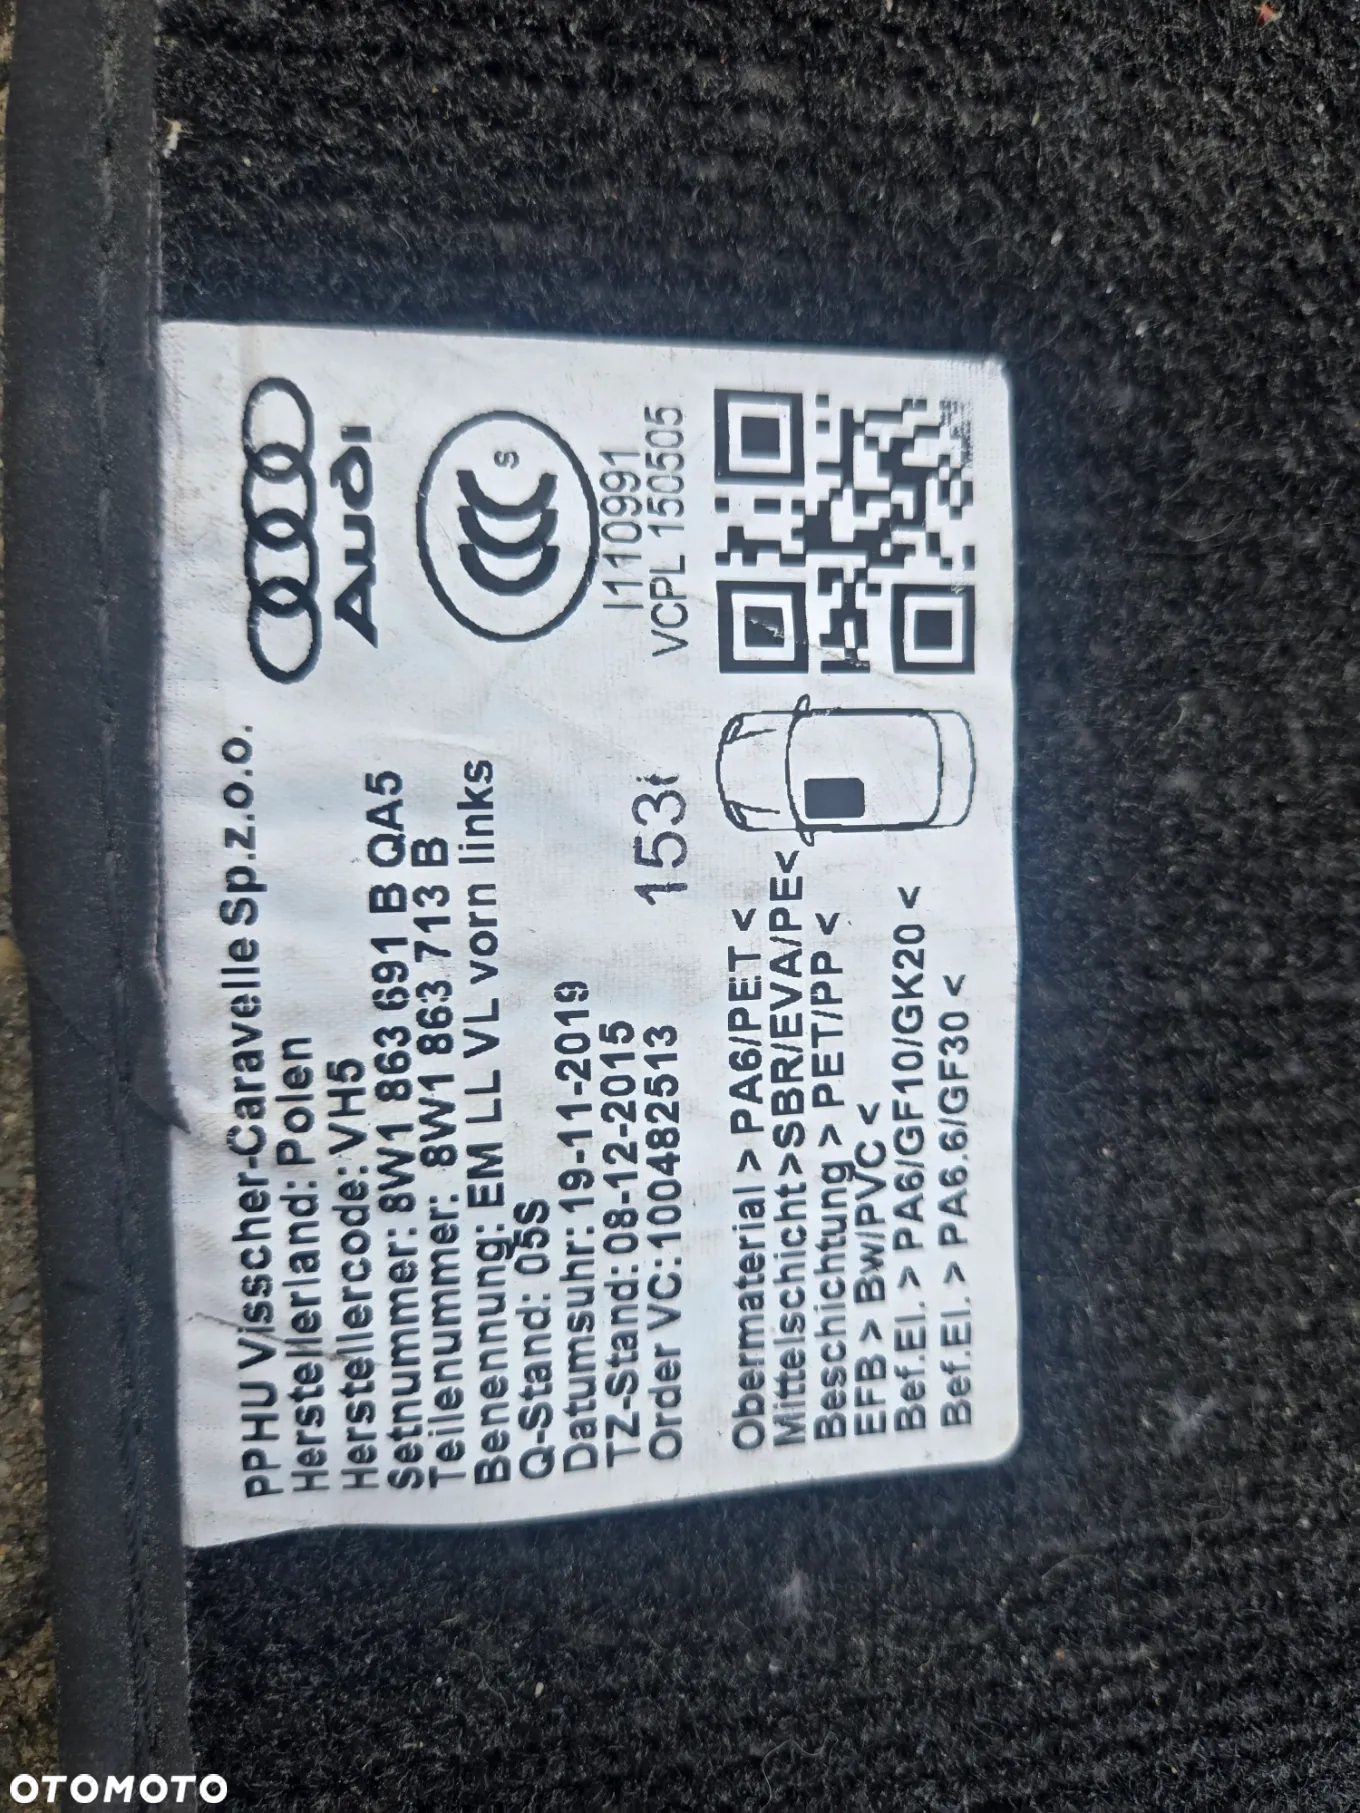 PPHU Visscher-Caravelle Sp.z.o.o.
Herstellerland: Polen
Herstellercode: VH5
Setnummer: 8W1 863 691 B QA5
Teilenummer: 8W1 863 713 B
Benennung: EM LL VL vorn links
Q-Stand: 05S
Datumsuhr: 19-11-2019
TZ-Stand: 08-12-2015
Order VC: 100482513
153i
Audi
CCC S
I110991
VCPL 150505
Obermaterial > PA6/PET <
Mittelschicht >SBR/EVA/PE<
Beschichtung > PET/PP <
EFB > Bw/PVC <
Bef.El. > PA6/GF10/GK20 <
Bef.El. > PA6.6/GF30 <
OTOMOTO